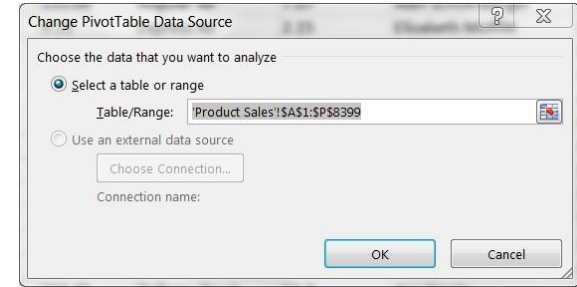 Change PivotTable Data Source
?
Choose the data that you want to analyze
Select a table or range
Table/Range: 'Product Sales'!$A$1:$P$8399
Use an external data source
Choose Connection...
Connection name:
OK Cancel